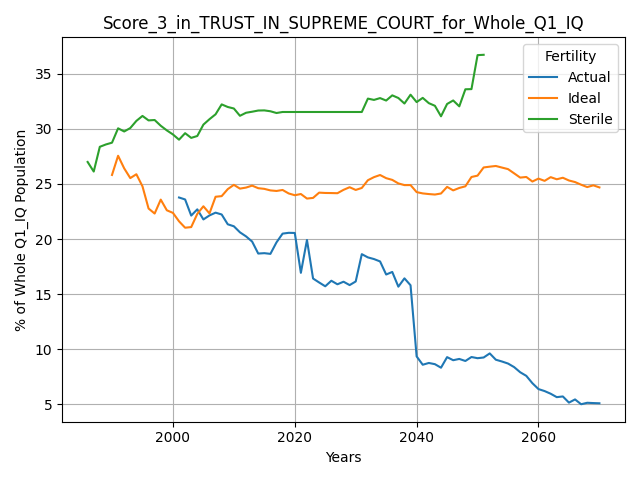 Score_3_in_TRUST_IN_SUPREME_COURT_for_Whole_Q1_IQ
Fertility
Actual
Ideal
Sterile
% of Whole Q1_IQ Population
35
30
25
20
15
10
5
2000
2020
2040
2060
Years